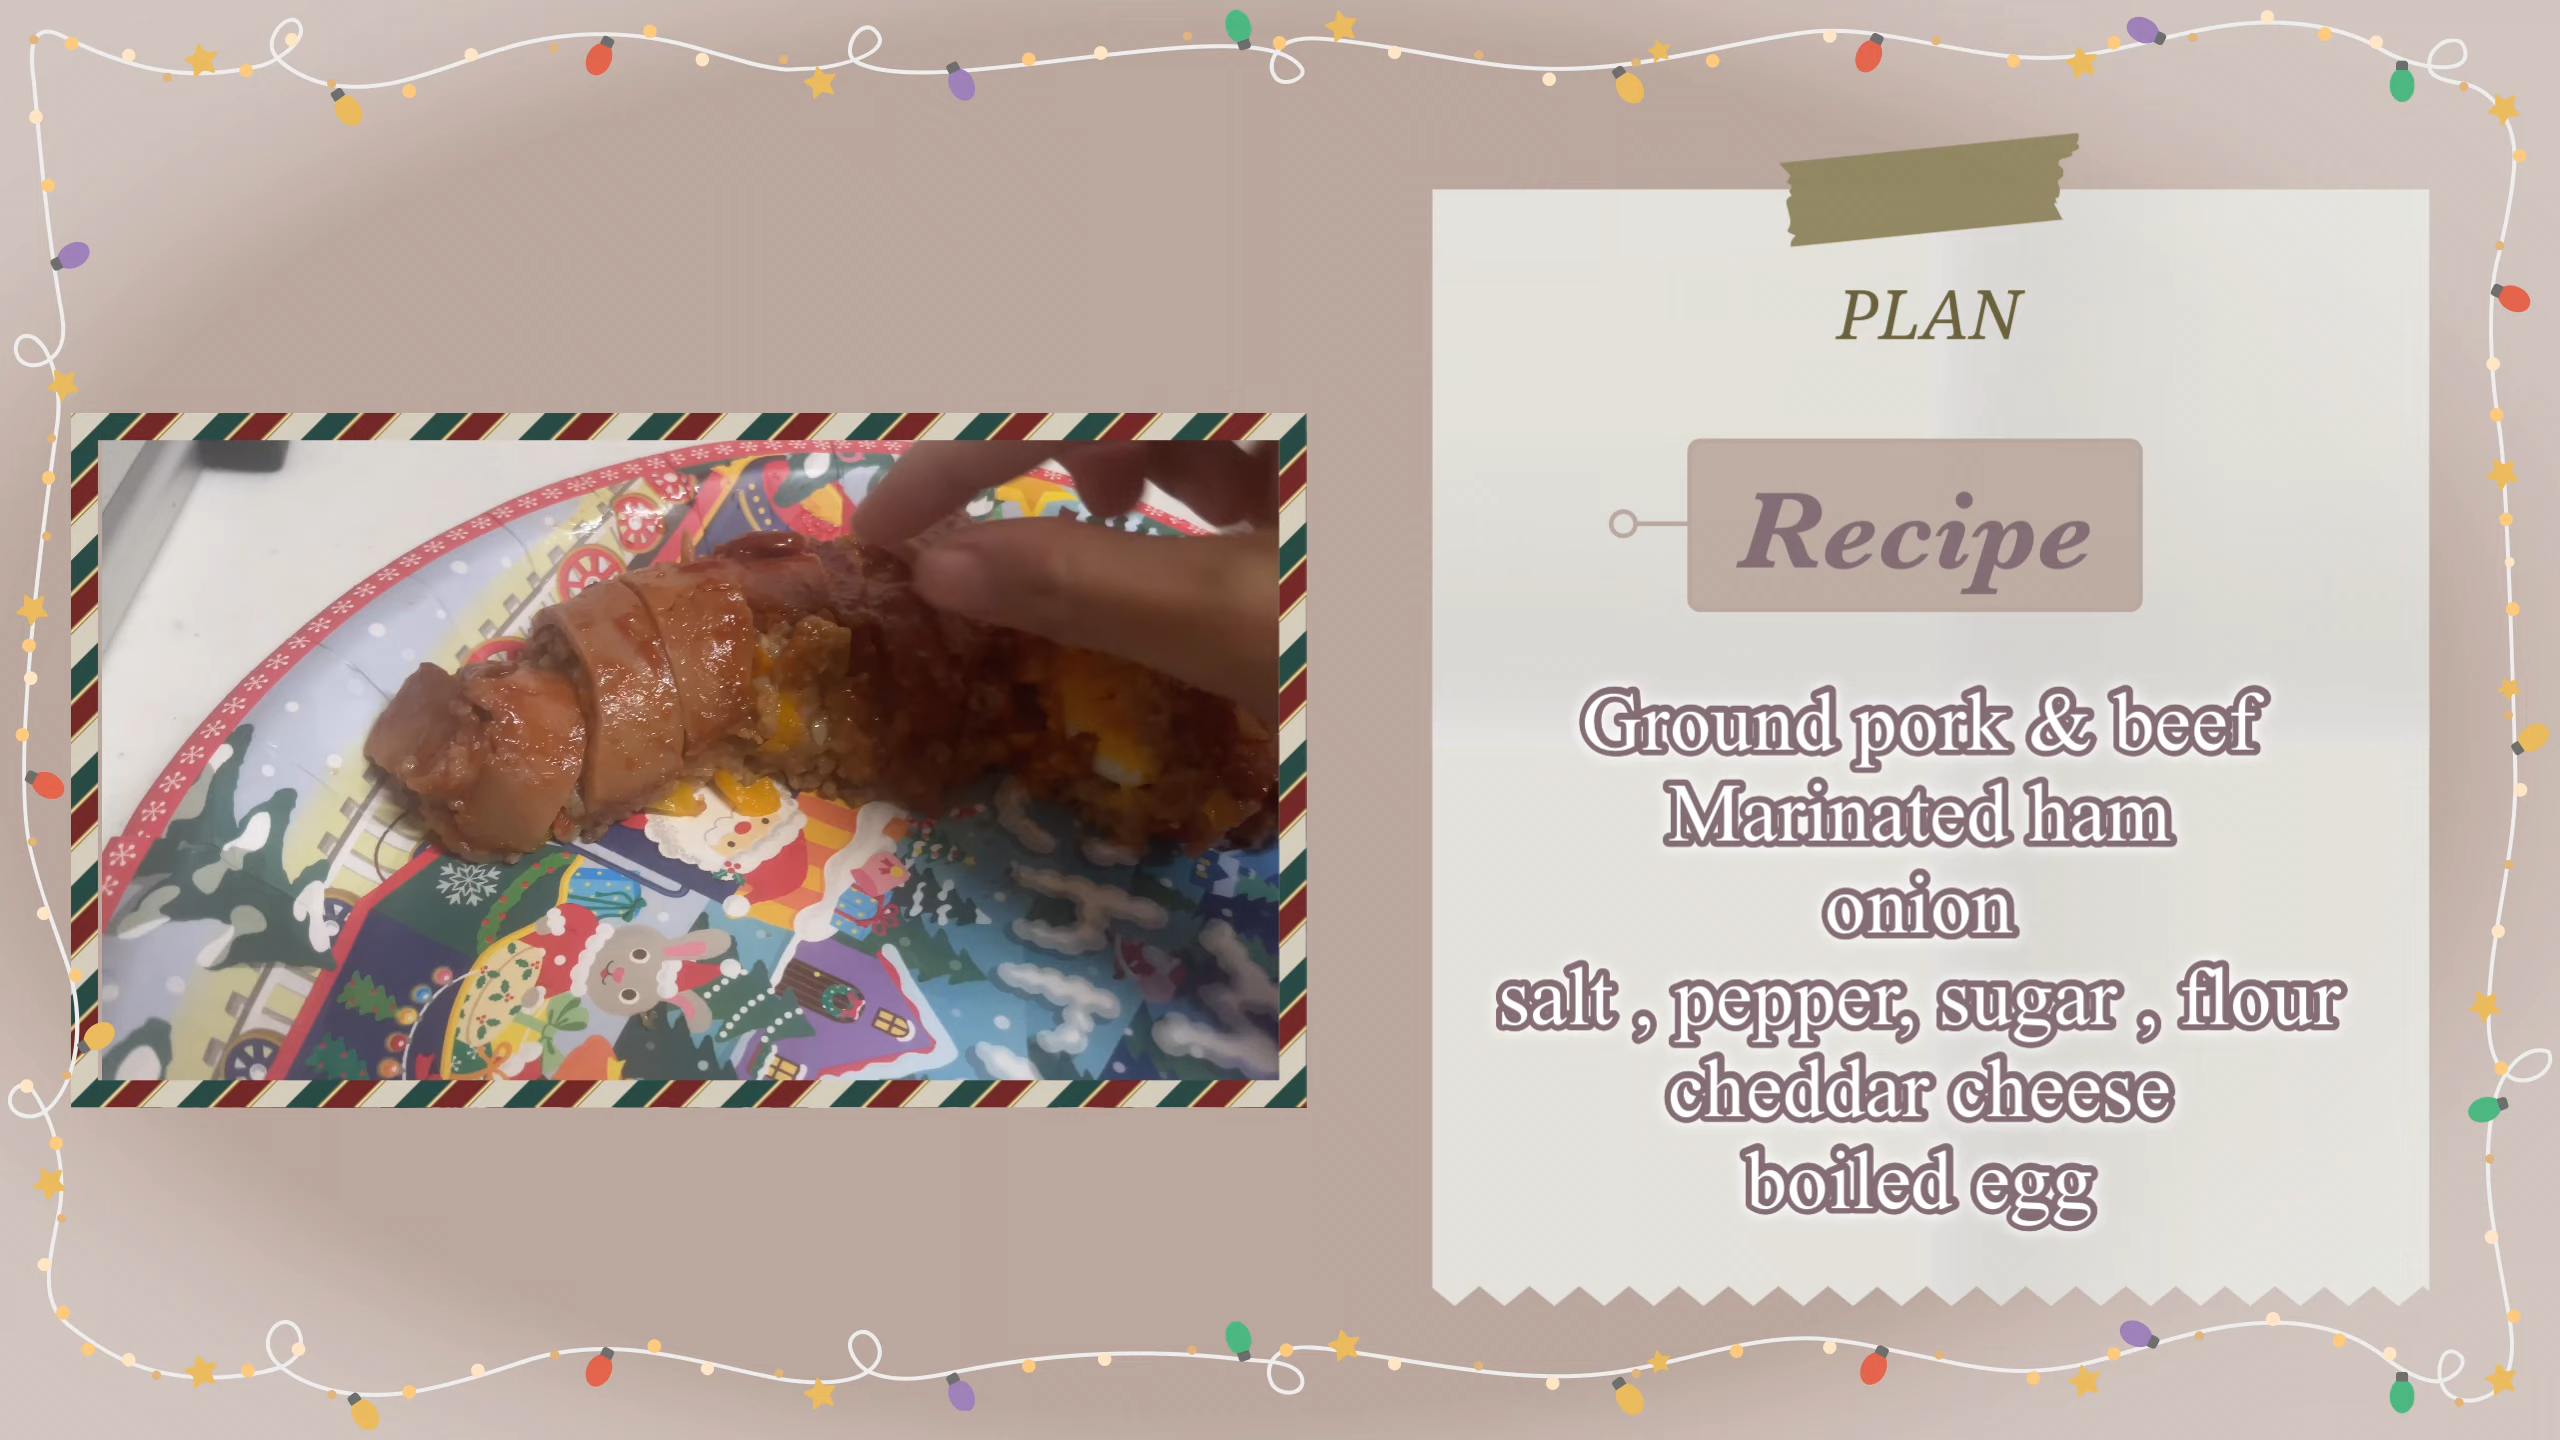 PLAN
Recipe
Ground pork & beef
Marinated ham
onion
salt , pepper, sugar , flour
cheddar cheese
boiled egg